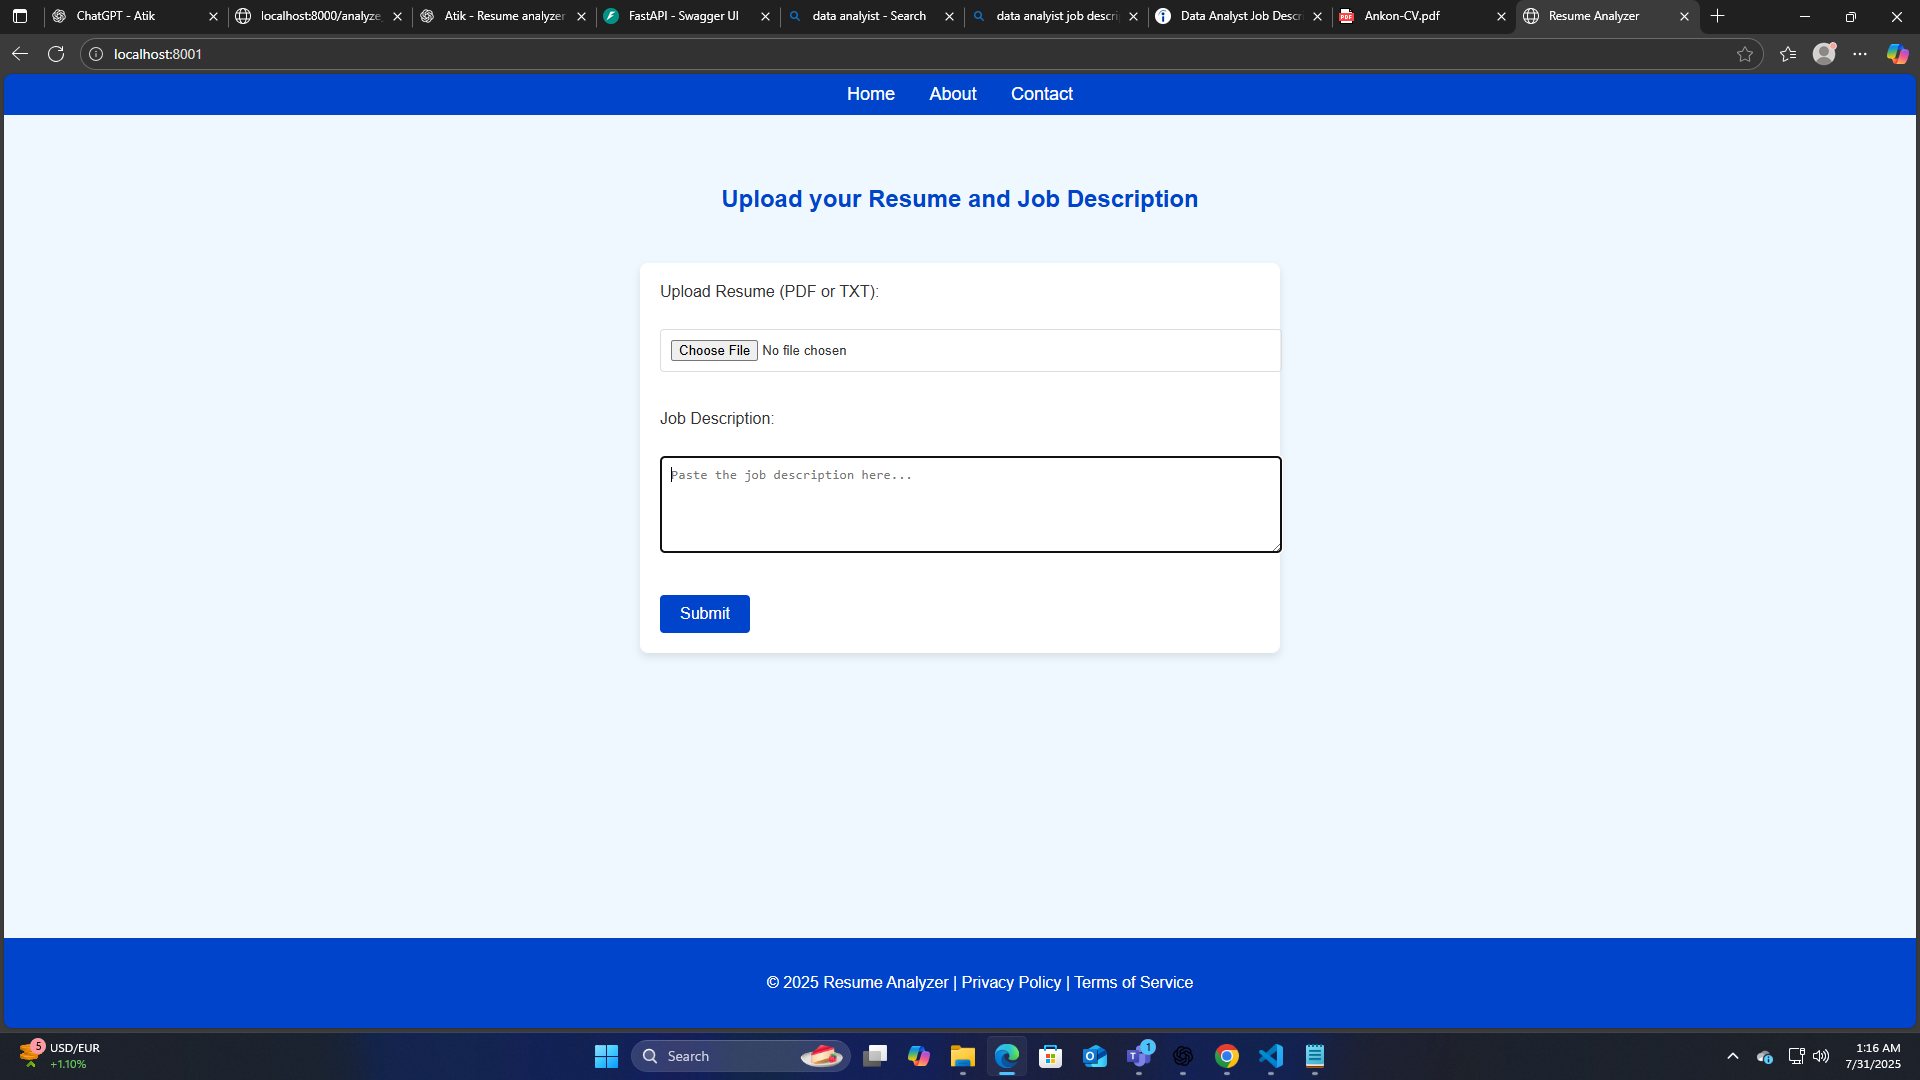 ChatGPT - Atik
localhost:8000/analyze_
Atik - Resume analyzer
FastAPI - Swagger UI
data analyist - Search
data analyist job descri
Data Analyst Job Descri
PDF
Ankon-CV.pdf
Resume Analyzer
localhost:8001
Home About Contact
Upload your Resume and Job Description
Upload Resume (PDF or TXT):
Choose File No file chosen
Job Description:
Paste the job description here...
Submit
© 2025 Resume Analyzer | Privacy Policy | Terms of Service
5
USD/EUR
+1.10%
Search
1
1:16 AM
7/31/2025